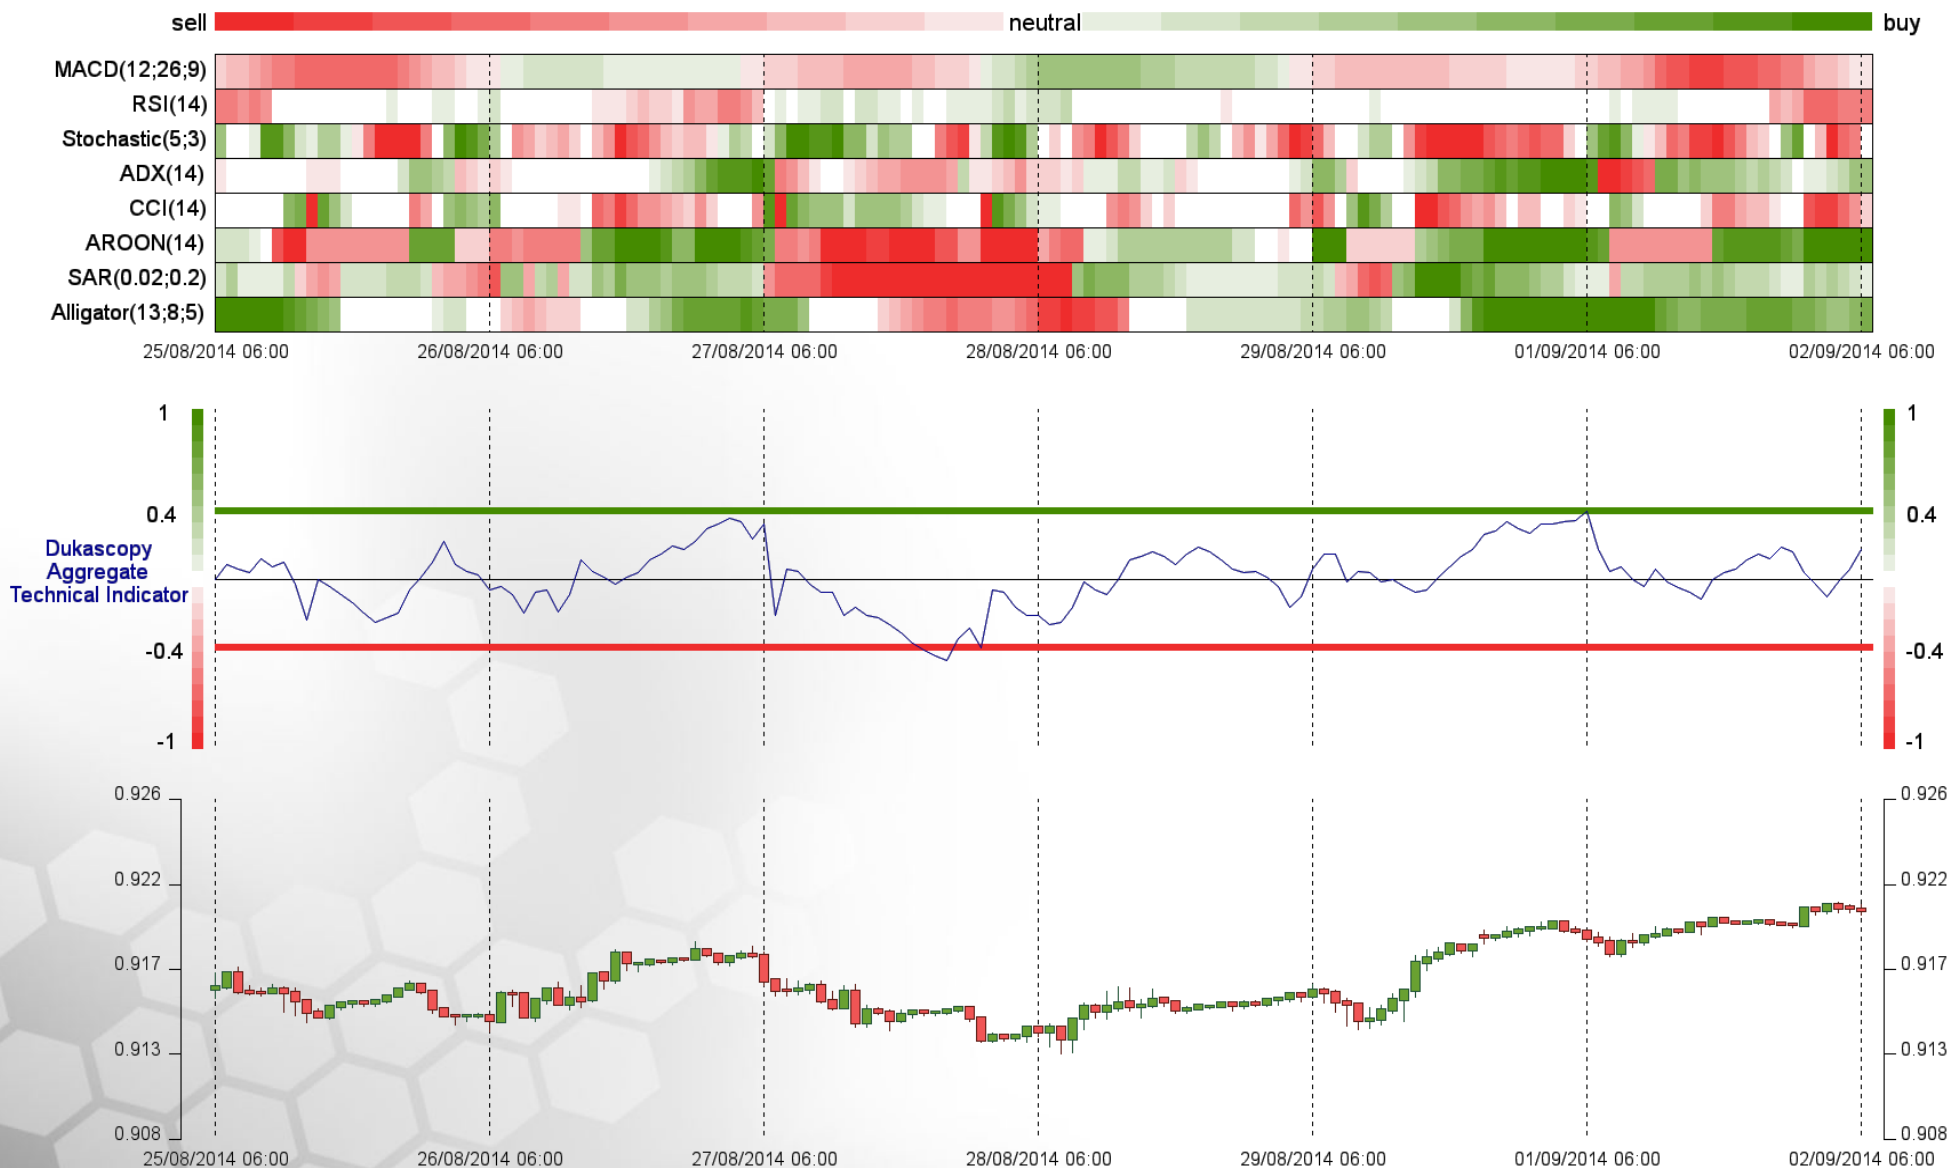 sell neutral buy
MACD(12;26;9)
RSI(14)
Stochastic(5;3)
ADX(14)
CCI(14)
AROON(14)
SAR(0.02;0.2)
Alligator(13;8;5)
25/08/2014 06:00 26/08/2014 06:00 27/08/2014 06:00 28/08/2014 06:00 29/08/2014 06:00 01/09/2014 06:00 02/09/2014 06:00
1 1
0.4 0.4
Dukascopy
Aggregate
Technical Indicator
-0.4 -0.4
-1 -1
0.926 0.926
0.922 0.922
0.917 0.917
0.913 0.913
0.908 0.908
25/08/2014 06:00 26/08/2014 06:00 27/08/2014 06:00 28/08/2014 06:00 29/08/2014 06:00 01/09/2014 06:00 02/09/2014 06:00